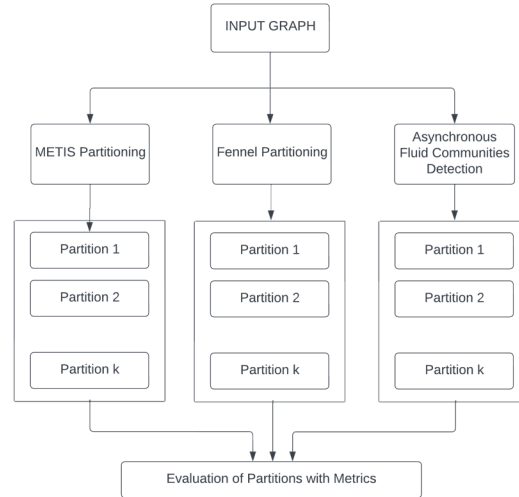 INPUT GRAPH
METIS Partitioning
Fennel Partitioning
Asynchronous
Fluid Communities
Detection
Partition 1
Partition 2
Partition k
Partition 1
Partition 2
Partition k
Partition 1
Partition 2
Partition k
Evaluation of Partitions with Metrics